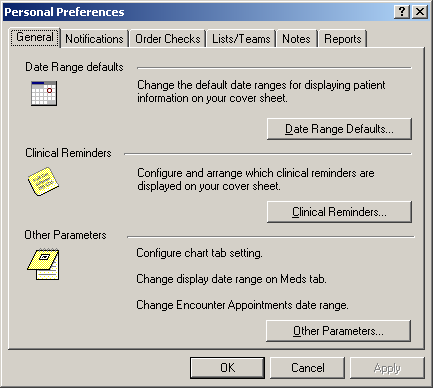 Personal Preferences
General Notifications Order Checks Lists/Teams Notes Reports
Date Range defaults
Change the default date ranges for displaying patient
information on your cover sheet.
Date Range Defaults...
Clinical Reminders
Configure and arrange which clinical reminders are
displayed on your cover sheet.
Clinical Reminders...
Other Parameters
Configure chart tab setting.
Change display date range on Meds tab.
Change Encounter Appointments date range.
Other Parameters...
OK Cancel Apply